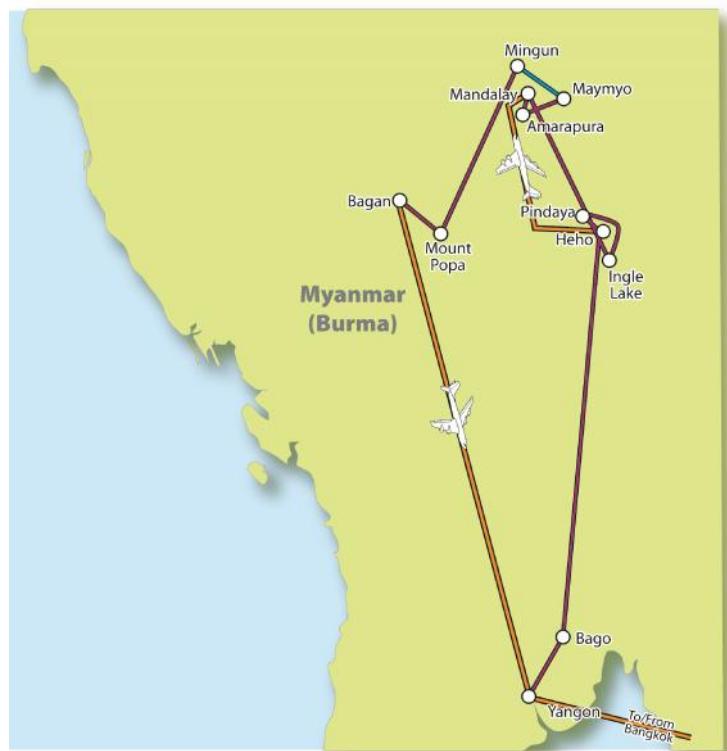 Mingun
Mandalay
Maymyo
Amarapura
Bagan
Pindaya
Mount
Popa
Heho
Ingle
Lake
Myanmar
(Burma)
Bago
Yangon
To/From
Bangkok